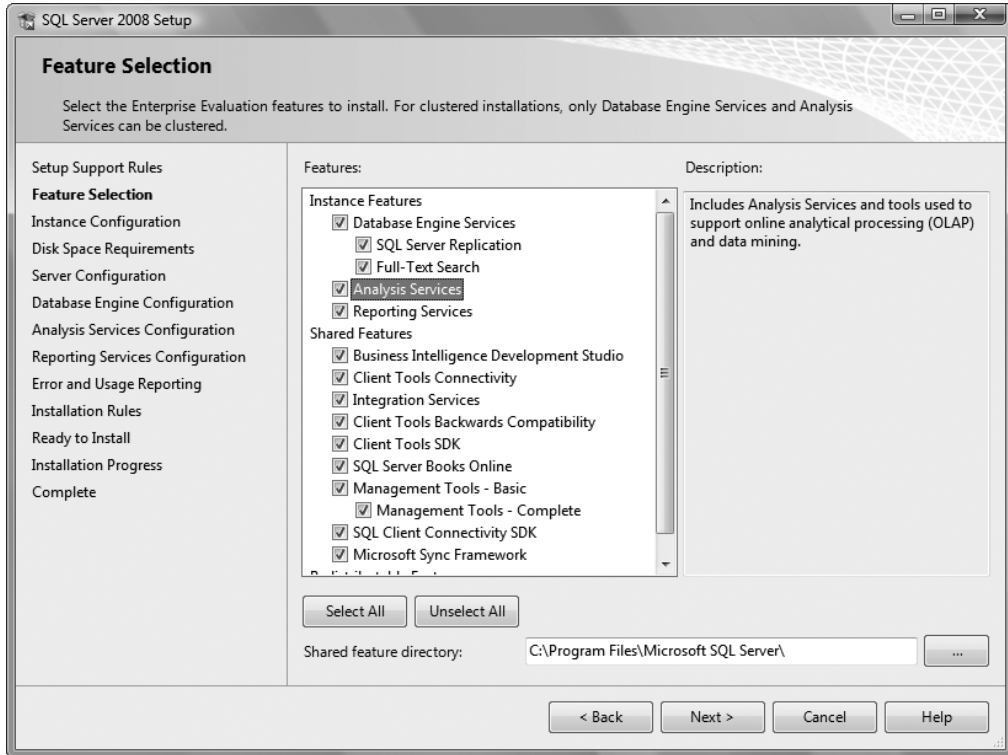 SQL Server 2008 Setup
Feature Selection
Select the Enterprise Evaluation features to install. For clustered installations, only Database Engine Services and Analysis
Services can be clustered.
Setup Support Rules
Feature Selection
Instance Configuration
Disk Space Requirements
Server Configuration
Database Engine Configuration
Analysis Services Configuration
Reporting Services Configuration
Error and Usage Reporting
Installation Rules
Ready to Install
Installation Progress
Complete
Features:
Instance Features
Database Engine Services
SQL Server Replication
Full-Text Search
Analysis Services
Reporting Services
Shared Features
Business Intelligence Development Studio
Client Tools Connectivity
Integration Services
Client Tools Backwards Compatibility
Client Tools SDK
SQL Server Books Online
Management Tools - Basic
Management Tools - Complete
SQL Client Connectivity SDK
Microsoft Sync Framework
Description:
Includes Analysis Services and tools used to
support online analytical processing (OLAP)
and data mining.
Select All
Unselect All
Shared feature directory:
C:\Program Files\Microsoft SQL Server\
...
< Back
Next >
Cancel
Help